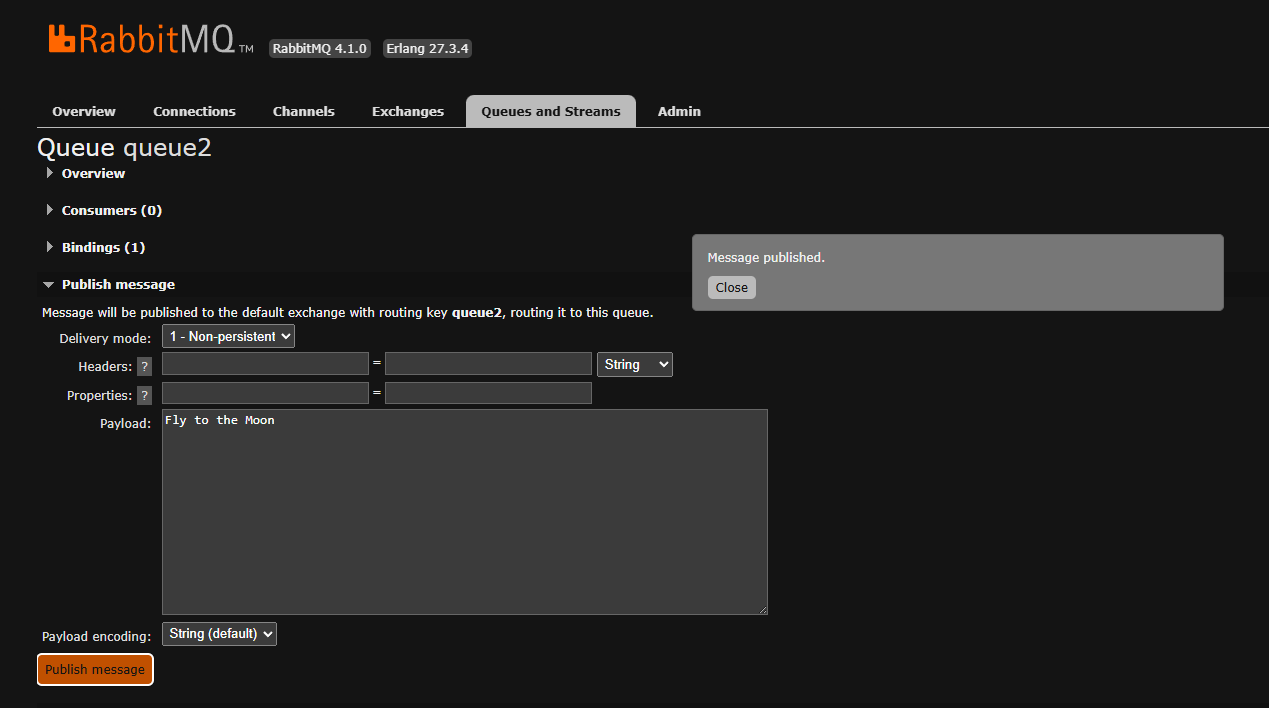 RabbitMQ TM RabbitMQ 4.1.0 Erlang 27.3.4
Overview Connections Channels Exchanges Queues and Streams Admin
Queue queue2
Overview
Consumers (0)
Bindings (1)
Message published.
Close
Publish message
Message will be published to the default exchange with routing key queue2, routing it to this queue.
Delivery mode: 1 - Non-persistent
Headers: ? = String
Properties: ? =
Payload: Fly to the Moon
Payload encoding: String (default)
Publish message